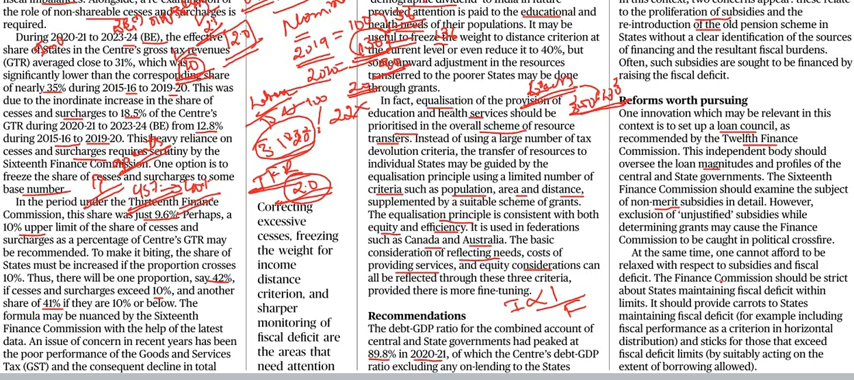 the role of non-shareable cesses and surcharges is
required.
During 2020-21 to 2023-24 (BE), the effective
share of States in the Centre's gross tax revenues
(GTR) averaged close to 31%, which was
significantly lower than the corresponding share
of nearly 35% during 2015-16 to 2019-20. This was
due to the inordinate increase in the share of
cesses and surcharges to 18.5% of the Centre's
GTR during 2020-21 to 2023-24 (BE) from 12.8%
during 2015-16 to 2019-20. This heavy reliance on
cesses and surcharges requires scrutiny by the
Sixteenth Finance Commission. One option is to
freeze the share of cesses and surcharges to some
base number.
In the period under the Thirteenth Finance
Commission, this share was just 9.6%. Perhaps, a
10% upper limit of the share of cesses and
surcharges as a percentage of Centre's GTR may
be recommended. To make it biting, the share of
States must be increased if the proportion crosses
10%. Thus, there will be one proportion, say 42%,
if cesses and surcharges exceed 10%, and another
share of 41% if they are 10% or below. The
formula may be nuanced by the Sixteenth
Finance Commission with the help of the latest
data. An issue of concern in recent years has been
the poor performance of the Goods and Services
Tax (GST) and the consequent decline in total
TFR
2.0
Correcting
excessive
cesses, freezing
the weight for
income
distance
criterion, and
sharper
monitoring of
fiscal deficit are
the areas that
need attention
provided attention is paid to the educational and
health needs of their populations. It may be
useful to freeze the weight to distance criterion at
the current level or even reduce it to 40%, but
some upward adjustment in the resources
transferred to the poorer States may be done
through grants.
In fact, equalisation of the provision of
education and health services should be
prioritised in the overall scheme of resource
transfers. Instead of using a large number of tax
devolution criteria, the transfer of resources to
individual States may be guided by the
equalisation principle using a limited number of
criteria such as population, area and distance,
supplemented by a suitable scheme of grants.
The equalisation principle is consistent with both
equity and efficiency. It is used in federations
such as Canada and Australia. The basic
consideration of reflecting needs, costs of
providing services, and equity considerations can
all be reflected through these three criteria,
provided there is more fine-tuning.
Recommendations
The debt-GDP ratio for the combined account of
central and State governments had peaked at
89.8% in 2020-21, of which the Centre's debt-GDP
ratio excluding any on-lending to the States
to the proliferation of subsidies and the
re-introduction of the old pension scheme in
States without a clear identification of the sources
of financing and the resultant fiscal burdens.
Often, such subsidies are sought to be financed by
raising the fiscal deficit.
Reforms worth pursuing
One innovation which may be relevant in this
context is to set up a loan council, as
recommended by the Twelfth Finance
Commission. This independent body should
oversee the loan magnitudes and profiles of the
central and State governments. The Sixteenth
Finance Commission should examine the subject
of non-merit subsidies in detail. However,
exclusion of 'unjustified' subsidies while
determining grants may cause the Finance
Commission to be caught in political crossfire.
At the same time, one cannot afford to be
relaxed with respect to subsidies and fiscal
deficit. The Finance Commission should be strict
about States maintaining fiscal deficit within
limits. It should provide carrots to States
maintaining fiscal deficit (for example including
fiscal performance as a criterion in horizontal
distribution) and sticks for those that exceed
fiscal deficit limits (by suitably acting on the
extent of borrowing allowed).